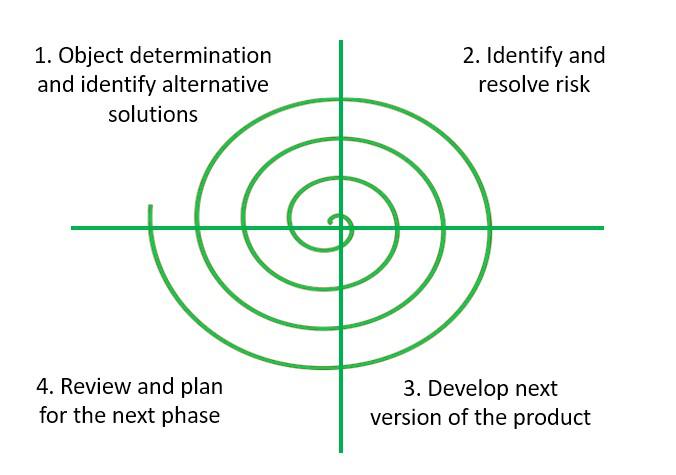 1. Object determination
and identify alternative
solutions
2. Identify and
resolve risk
4. Review and plan
for the next phase
3. Develop next
version of the product